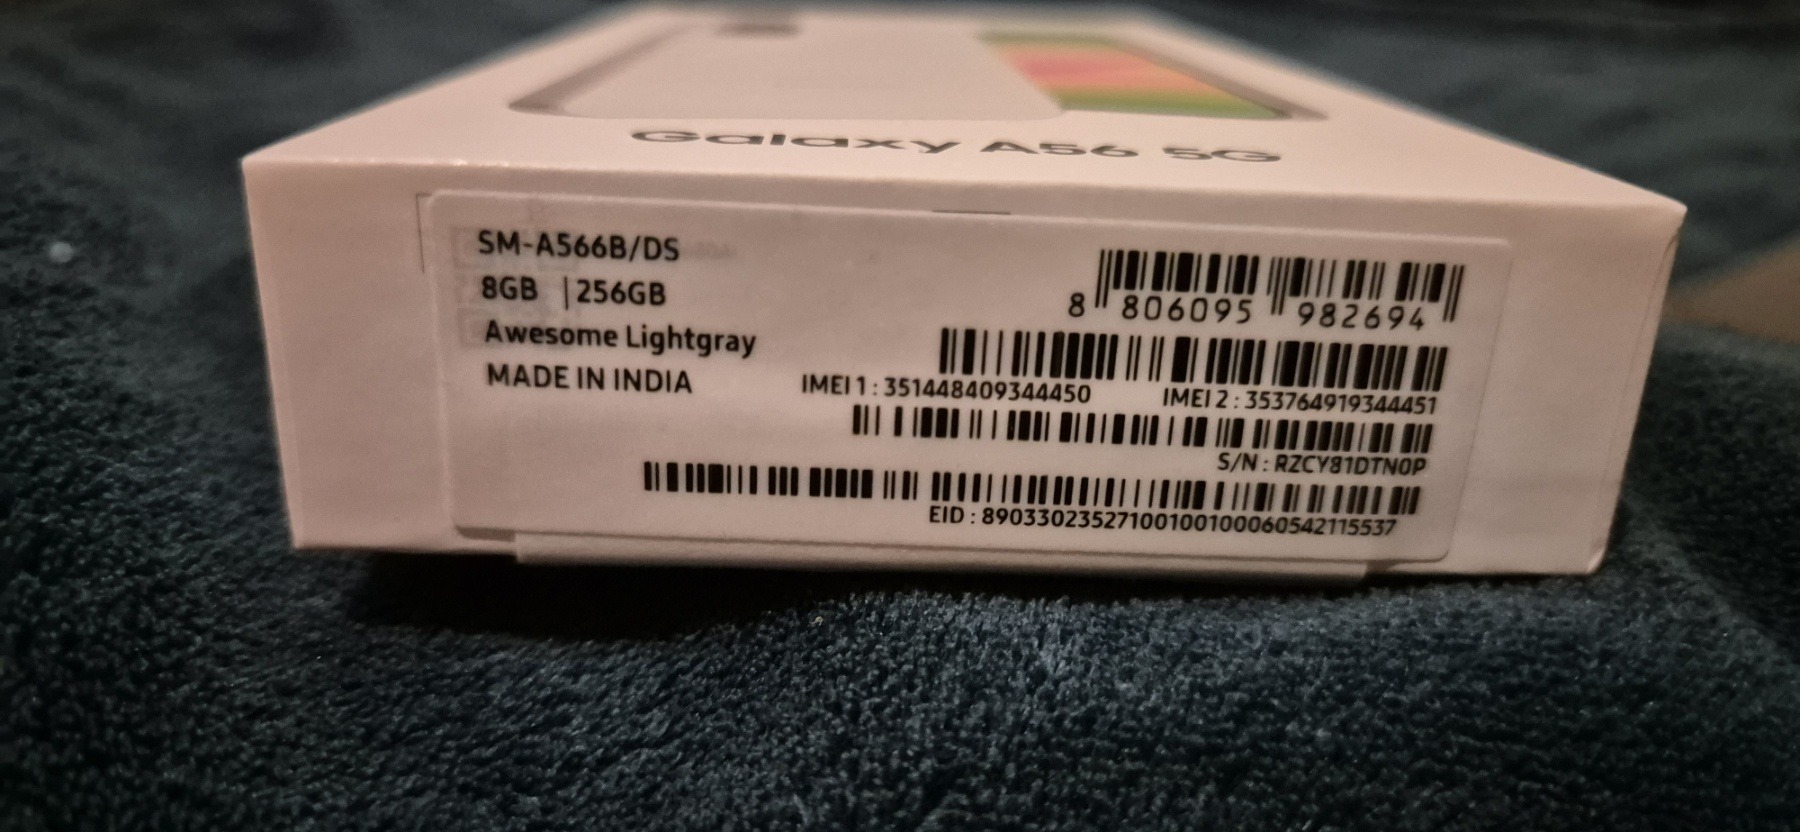 Galaxy A56 5G
SM-A566B/DS
8GB | 256GB
Awesome Lightgray
MADE IN INDIA
8 806095 982694
IMEI 1 : 351448409344450 IMEI 2 : 353764919344451
S/N : RZCY81DTN0P
EID : 89033023527100100100060542115537